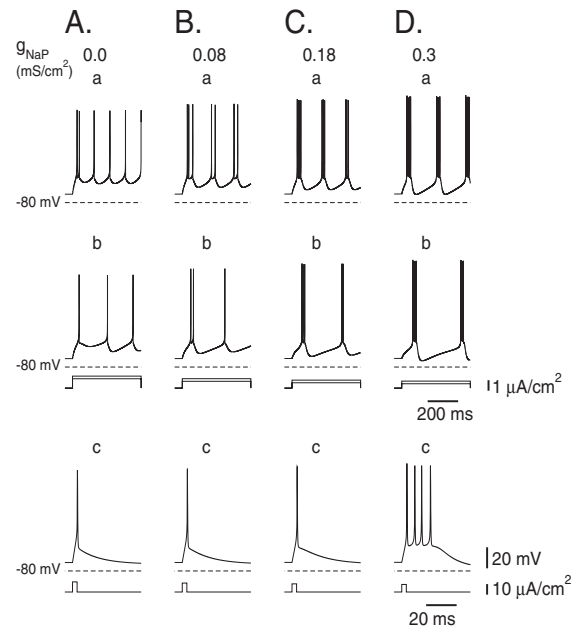 A. B. C. D.
g_NaP (mS/cm²) 0.0 0.08 0.18 0.3
a a a a
-80 mV
b b b b
-80 mV
1 μA/cm²
200 ms
c c c c
20 mV
-80 mV
10 μA/cm²
20 ms